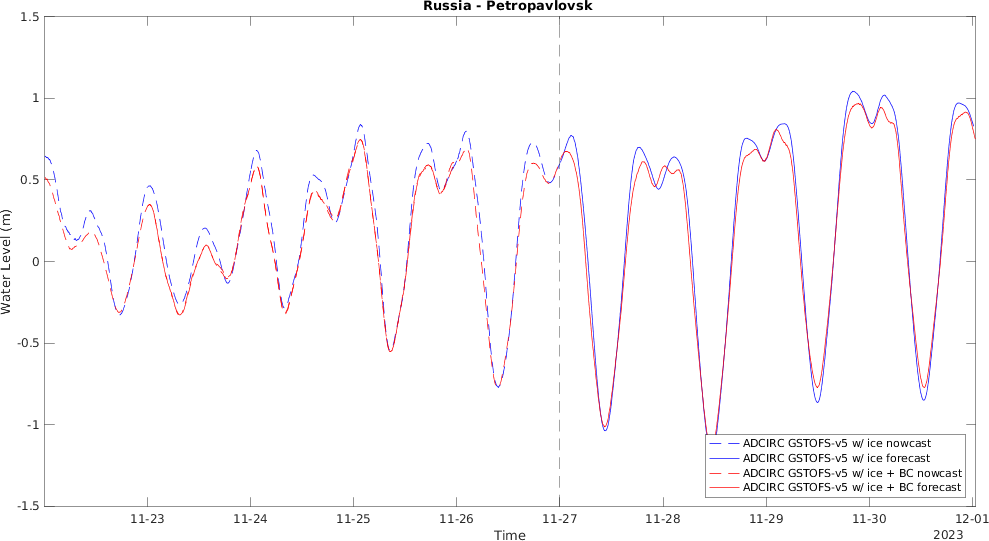 Russia - Petropavlovsk
1.5
1
0.5
0
-0.5
-1
-1.5
Water Level (m)
ADCIRC GSTOFS-v5 w/ ice nowcast
ADCIRC GSTOFS-v5 w/ ice forecast
ADCIRC GSTOFS-v5 w/ ice + BC nowcast
ADCIRC GSTOFS-v5 w/ ice + BC forecast
11-23 11-24 11-25 11-26 11-27 11-28 11-29 11-30 12-01
Time
2023